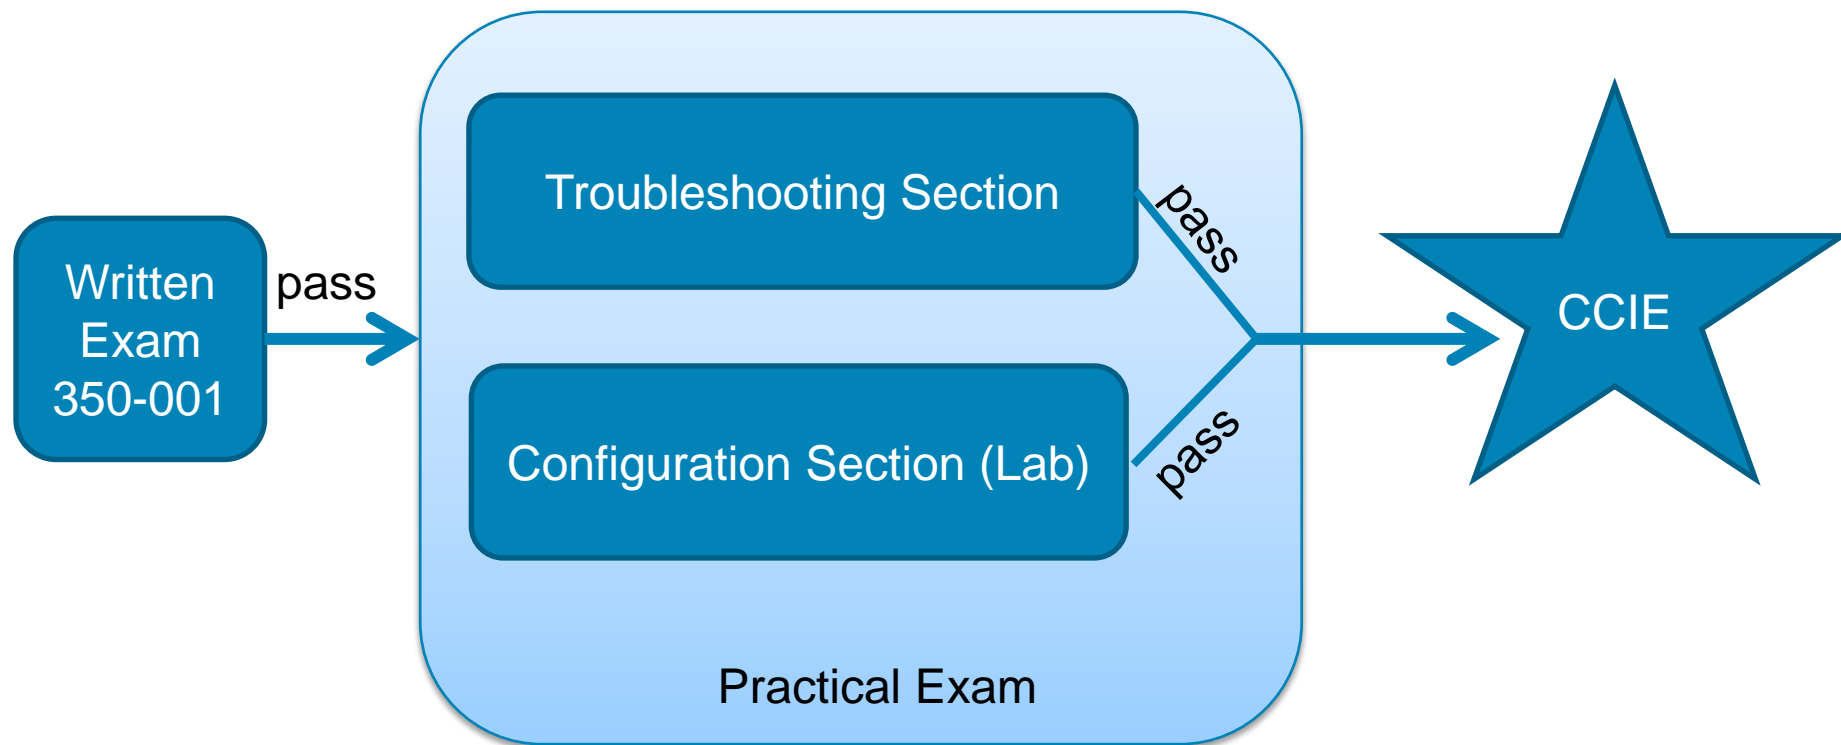 Written
Exam
350-001
pass
Troubleshooting Section
pass
Configuration Section (Lab)
pass
Practical Exam
CCIE